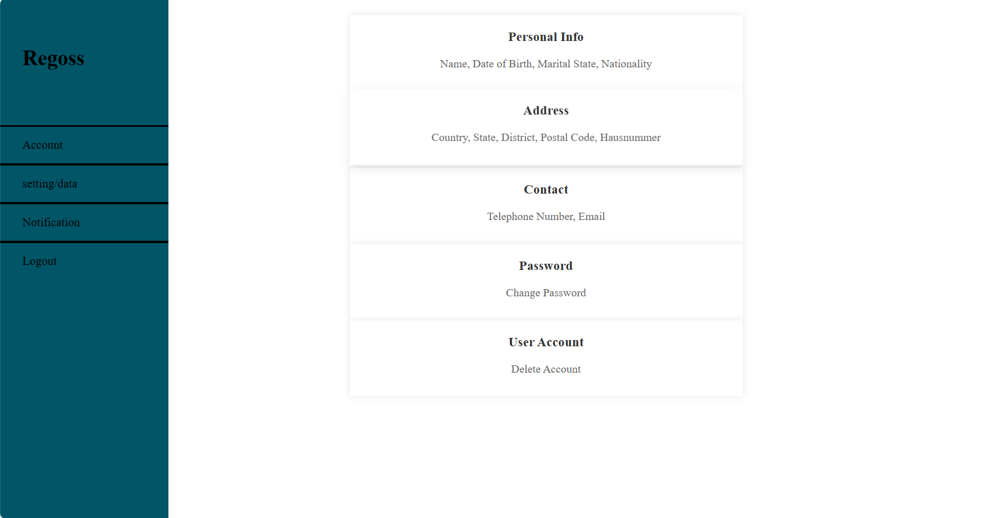 Regoss
Account
setting/data
Notification
Logout
Personal Info
Name, Date of Birth, Marital State, Nationality
Address
Country, State, District, Postal Code, Hausnummer
Contact
Telephone Number, Email
Password
Change Password
User Account
Delete Account